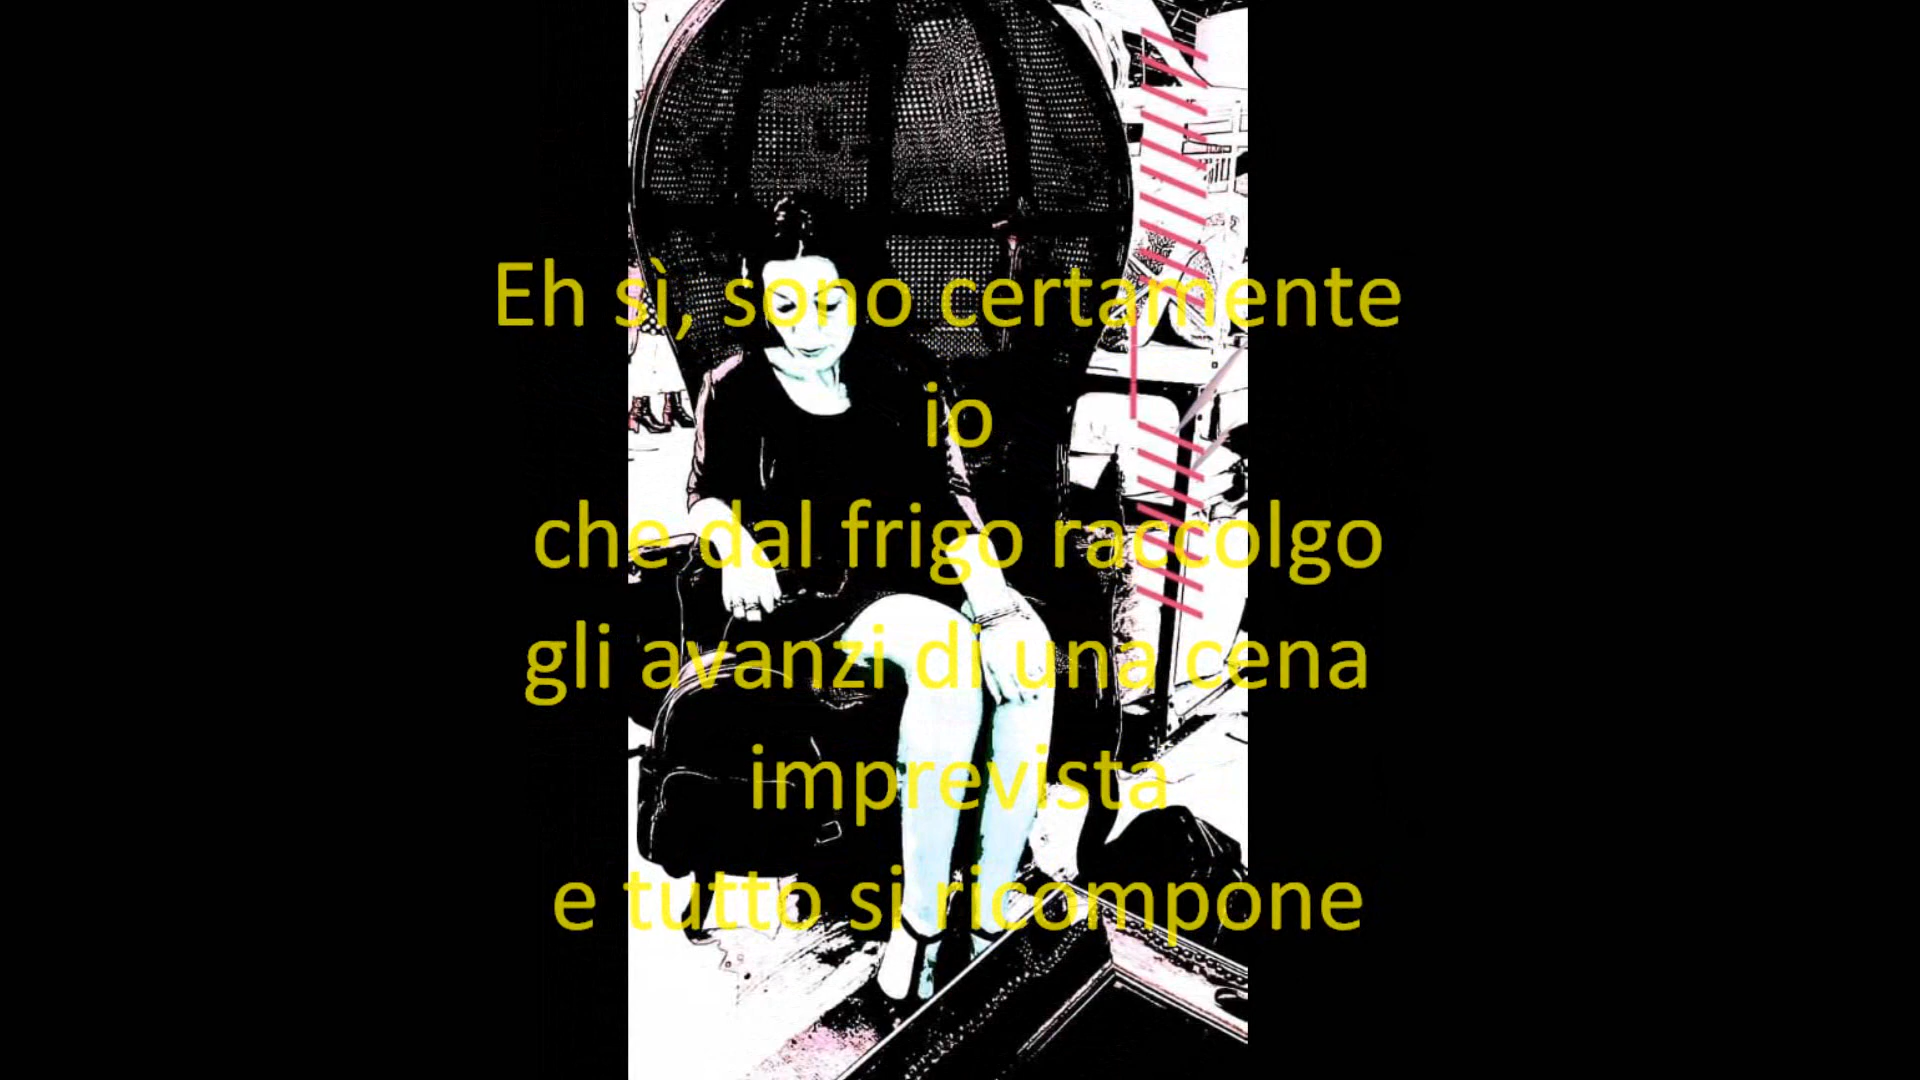 Eh sì, sono certamente
io
che dal frigo raccolgo
gli avanzi di una cena
imprevista
e tutto si ricompone